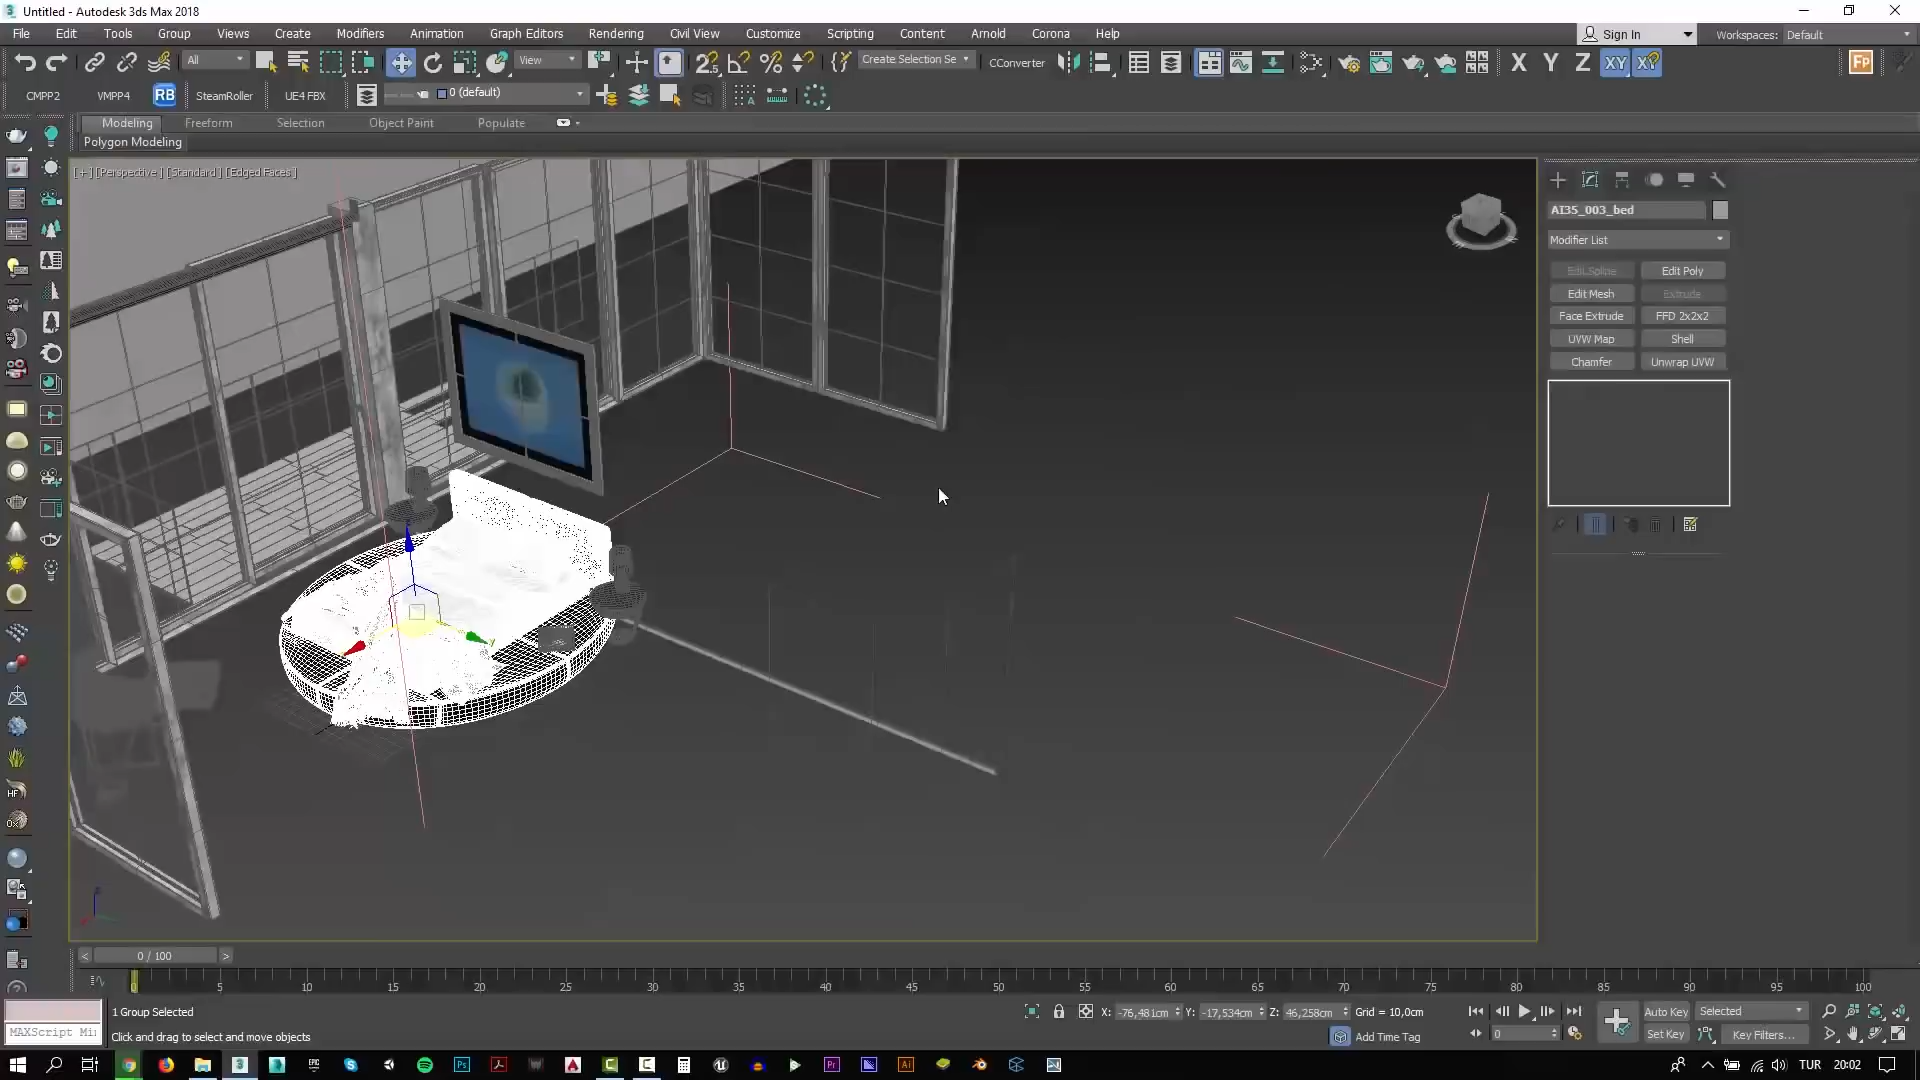 Untitled - Autodesk 3ds Max 2018
File Edit Tools Group Views Create Modifiers Animation Graph Editors Rendering Civil View Customize Scripting Content Arnold Corona Help
Sign In
Workspaces: Default
All
View
Create Selection Se
CConverter
X Y Z XY XY
CMPP2 VMPP4 RB SteamRoller UE4 FBX
0 (default)
Modeling Freeform Selection Object Paint Populate
Polygon Modeling
[ + ] [Perspective ] [Standard ] [Edged Faces ]
AI35_003_bed
Modifier List
Edit Spline Edit Poly
Edit Mesh Extrude
Face Extrude FFD 2x2x2
UVW Map Shell
Chamfer Unwrap UVW
< 0 / 100 >
0 5 10 15 20 25 30 35 40 45 50 55 60 65 70 75 80 85 90 95 100
1 Group Selected
X: -76,481cm Y: -17,534cm Z: 46,258cm Grid = 10,0cm
Auto Key Selected
MAXScript Mi
Click and drag to select and move objects
Add Time Tag
0
Set Key Key Filters...
TUR 20:02